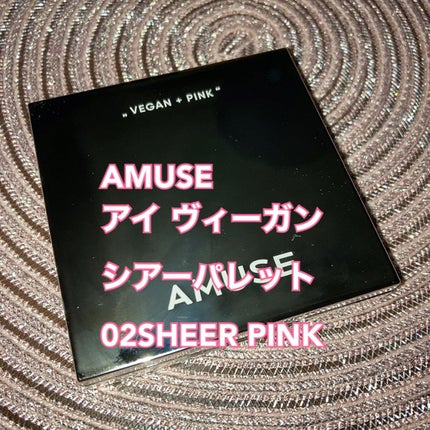 „ VEGAN + PINK "
AMUSE
アイ ヴィーガン
シアーパレット
AMUSE
02SHEER PINK